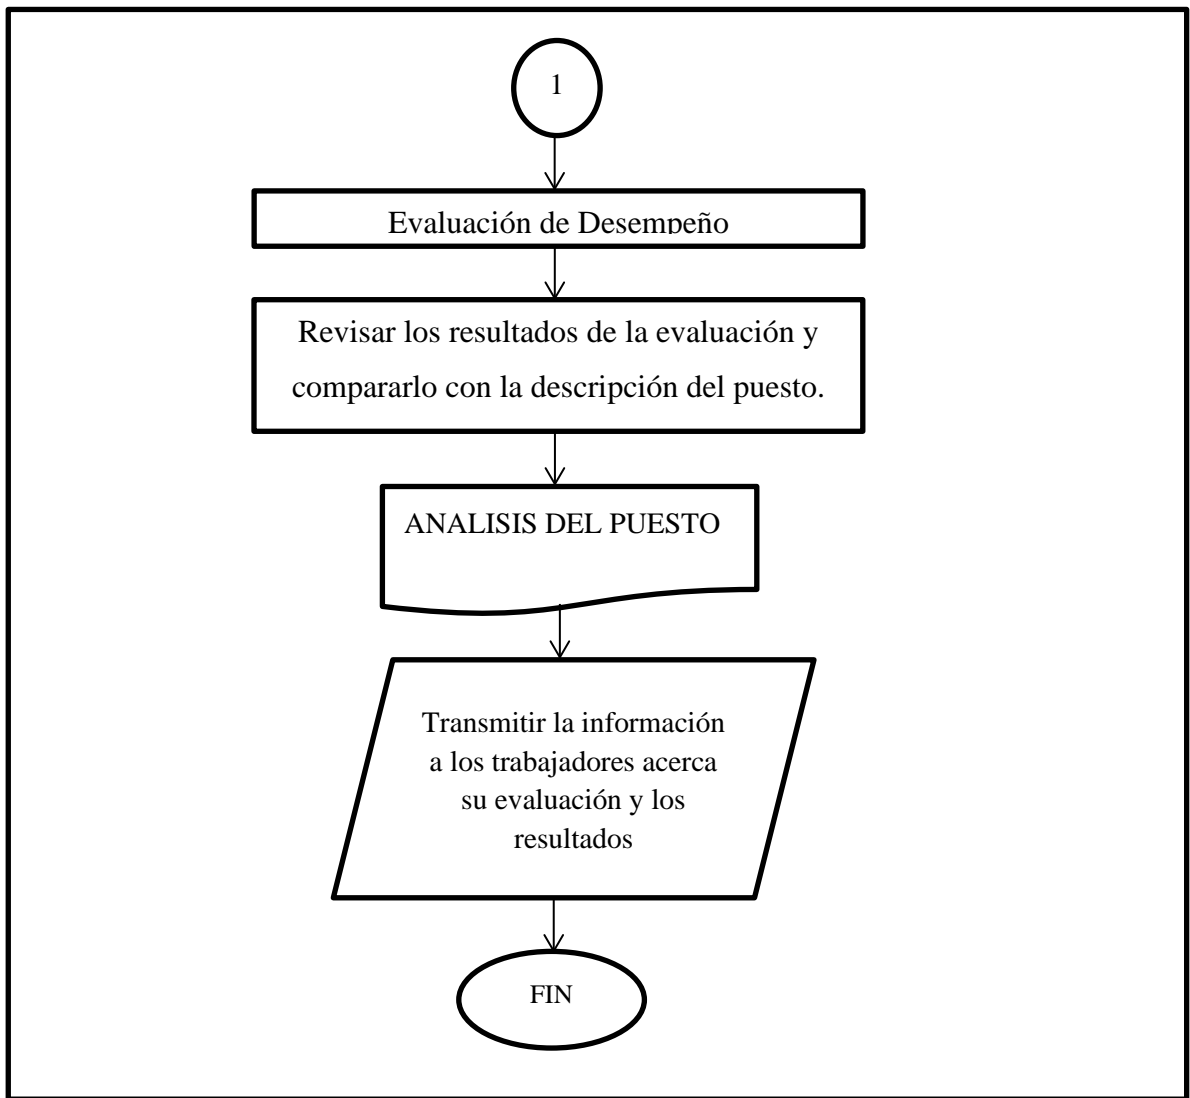 1
Evaluación de Desempeño
Revisar los resultados de la evaluación y
compararlo con la descripción del puesto.
ANALISIS DEL PUESTO
Transmitir la información
a los trabajadores acerca
su evaluación y los
resultados
FIN